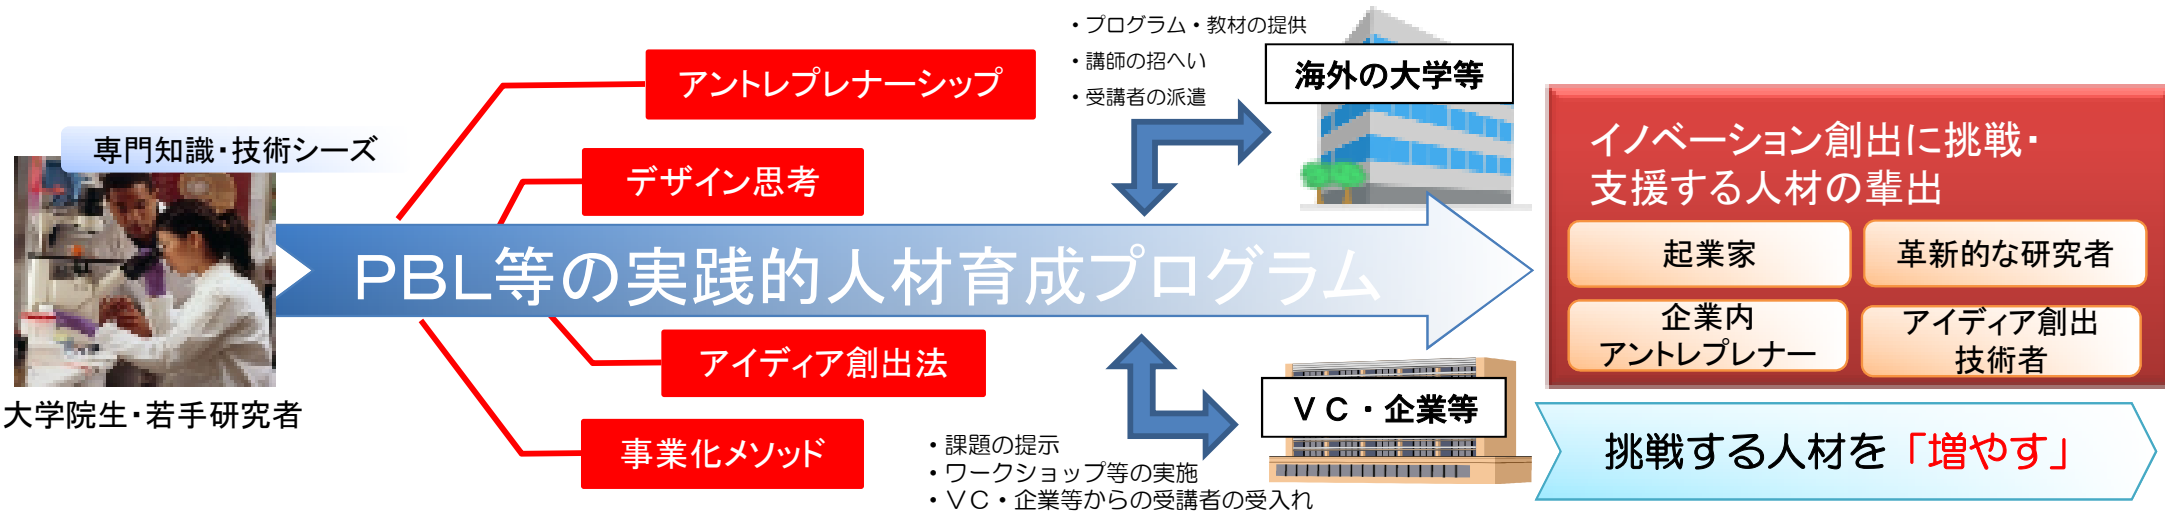 専門知識・技術シーズ
大学院生・若手研究者
アントレプレナーシップ
デザイン思考
PBL等の実践的人材育成プログラム
アイディア創出法
事業化メソッド
・プログラム・教材の提供
・講師の招へい
・受講者の派遣
海外の大学等
VC・企業等
・課題の提示
・ワークショップ等の実施
・VC・企業等からの受講者の受入れ
イノベーション創出に挑戦・
支援する人材の輩出
起業家
革新的な研究者
企業内
アントレプレナー
アイディア創出
技術者
挑戦する人材を「増やす」